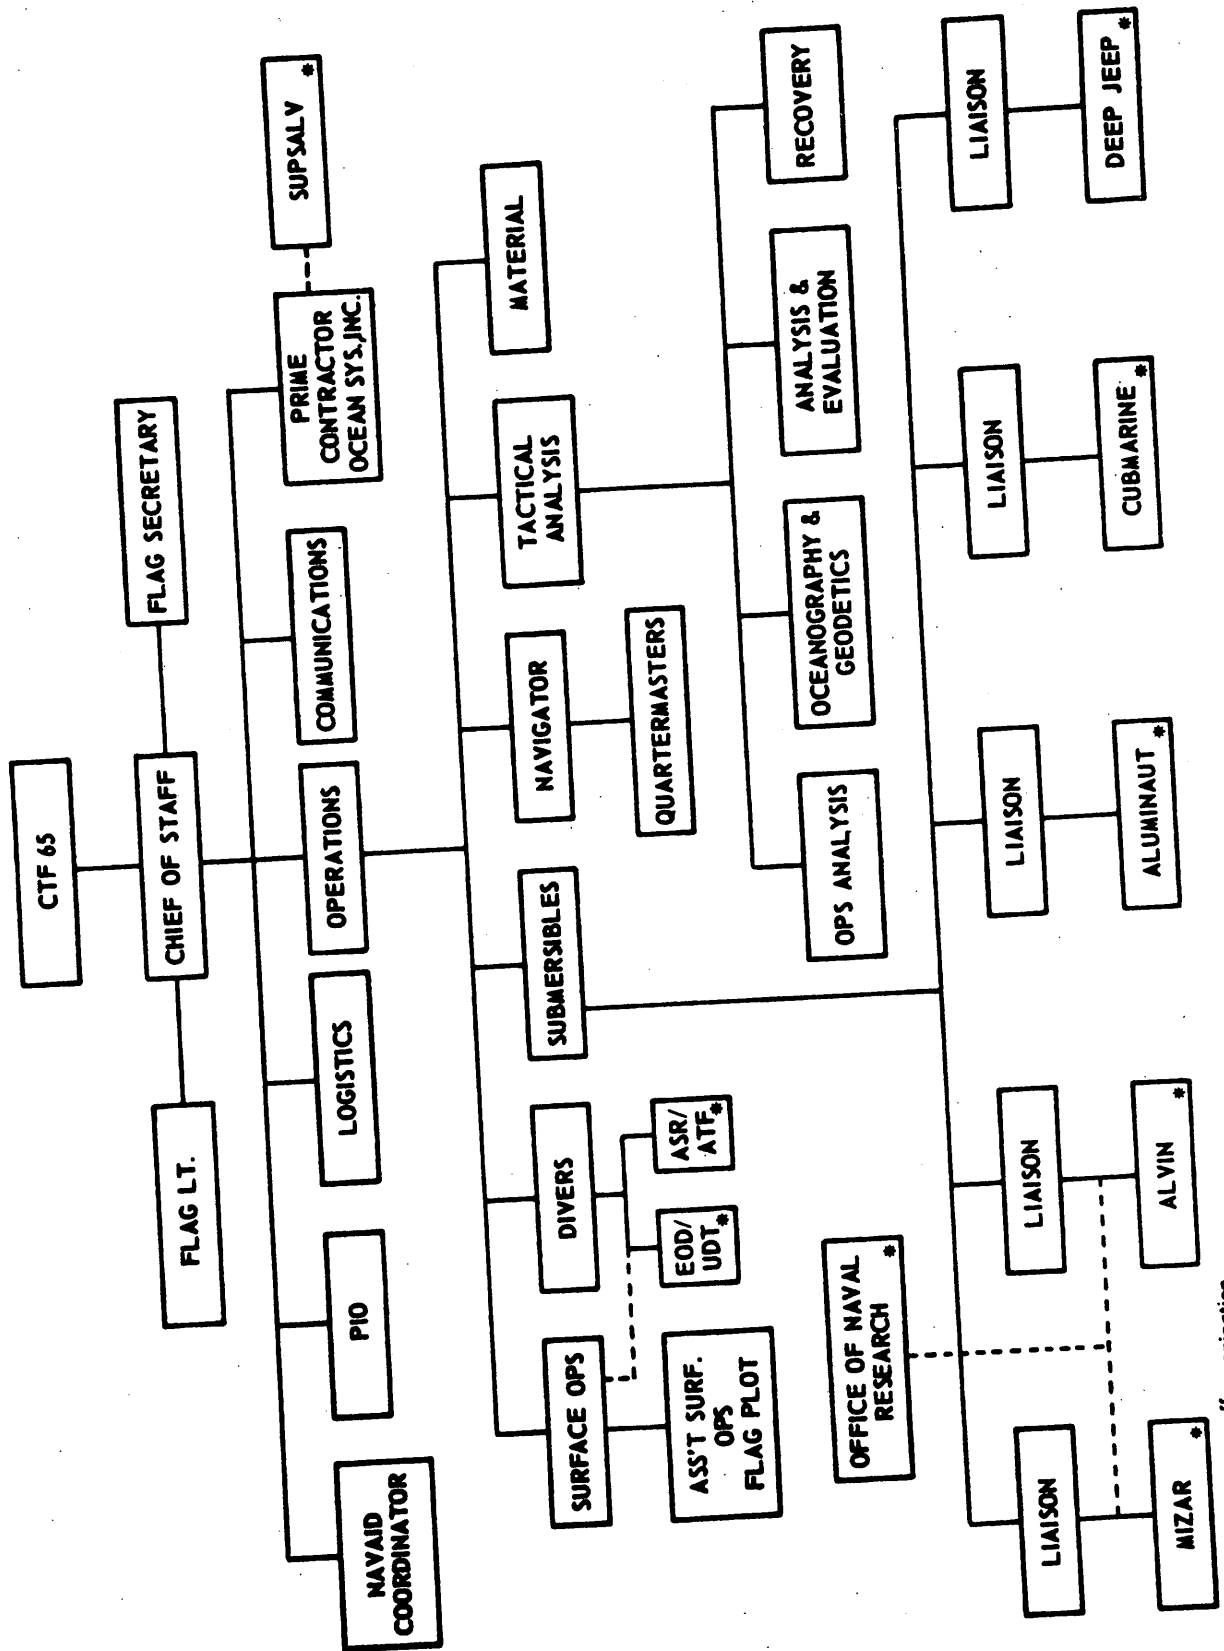 CTF 65
FLAG LT.
CHIEF OF STAFF
FLAG SECRETARY
NAVAID
COORDINATOR
PIO
LOGISTICS
OPERATIONS
COMMUNICATIONS
PRIME
CONTRACTOR
OCEAN SYS.,INC.
SUPSALV
*
SURFACE OPS
DIVERS
SUBMERSIBLES
NAVIGATOR
TACTICAL
ANALYSIS
MATERIAL
ASS'T SURF.
OPS
FLAG PLOT
EOD/
UDT*
ASR/
ATF*
QUARTERMASTERS
OFFICE OF NAVAL
RESEARCH
*
OPS ANALYSIS
OCEANOGRAPHY &
GEODETICS
ANALYSIS &
EVALUATION
RECOVERY
LIAISON
LIAISON
LIAISON
LIAISON
LIAISON
MIZAR
*
ALVIN
*
ALUMINAUT
*
CUBMARINE
*
DEEP JEEP
*